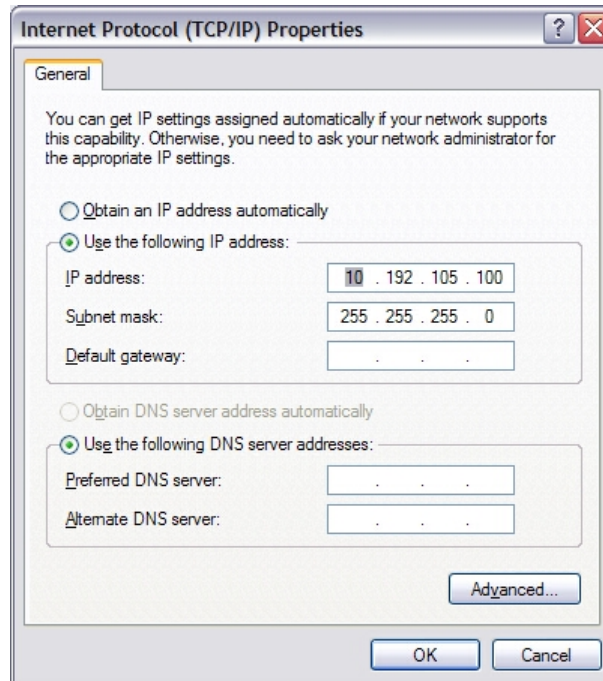 Internet Protocol (TCP/IP) Properties
General
You can get IP settings assigned automatically if your network supports
this capability. Otherwise, you need to ask your network administrator for
the appropriate IP settings.
Obtain an IP address automatically
Use the following IP address:
IP address: 10 . 192 . 105 . 100
Subnet mask: 255 . 255 . 255 . 0
Default gateway: . . .
Obtain DNS server address automatically
Use the following DNS server addresses:
Preferred DNS server: . . .
Alternate DNS server: . . .
Advanced...
OK Cancel